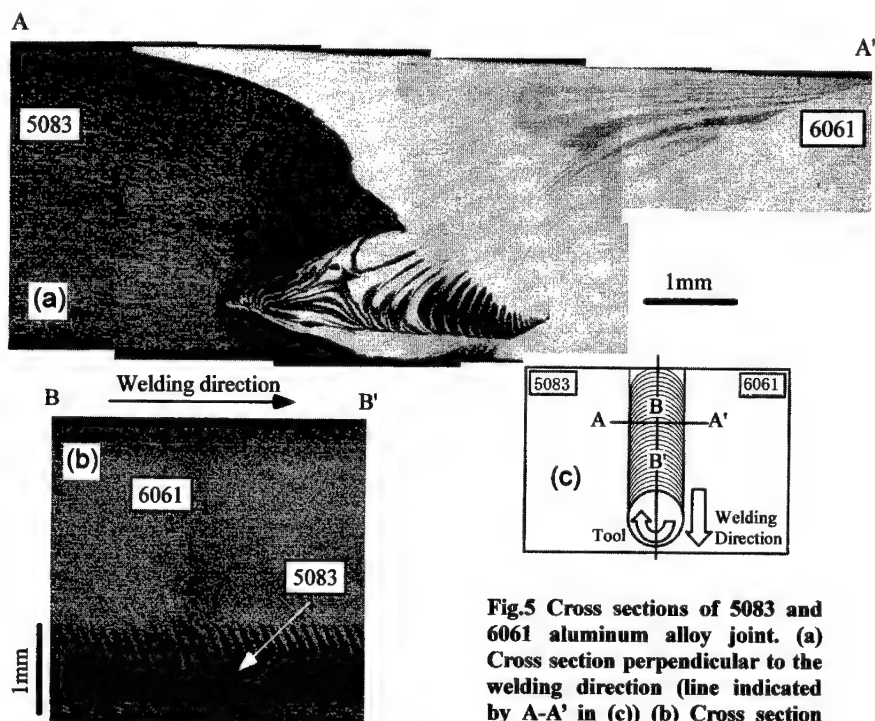 A
A'
5083
6061
(a)
1mm
B Welding direction B'
(b)
6061
5083
1mm
5083 6061
A B A'
B'
(c)
Tool
Welding
Direction
Fig.5 Cross sections of 5083 and
6061 aluminum alloy joint. (a)
Cross section perpendicular to the
welding direction (line indicated
by A-A' in (c)) (b) Cross section